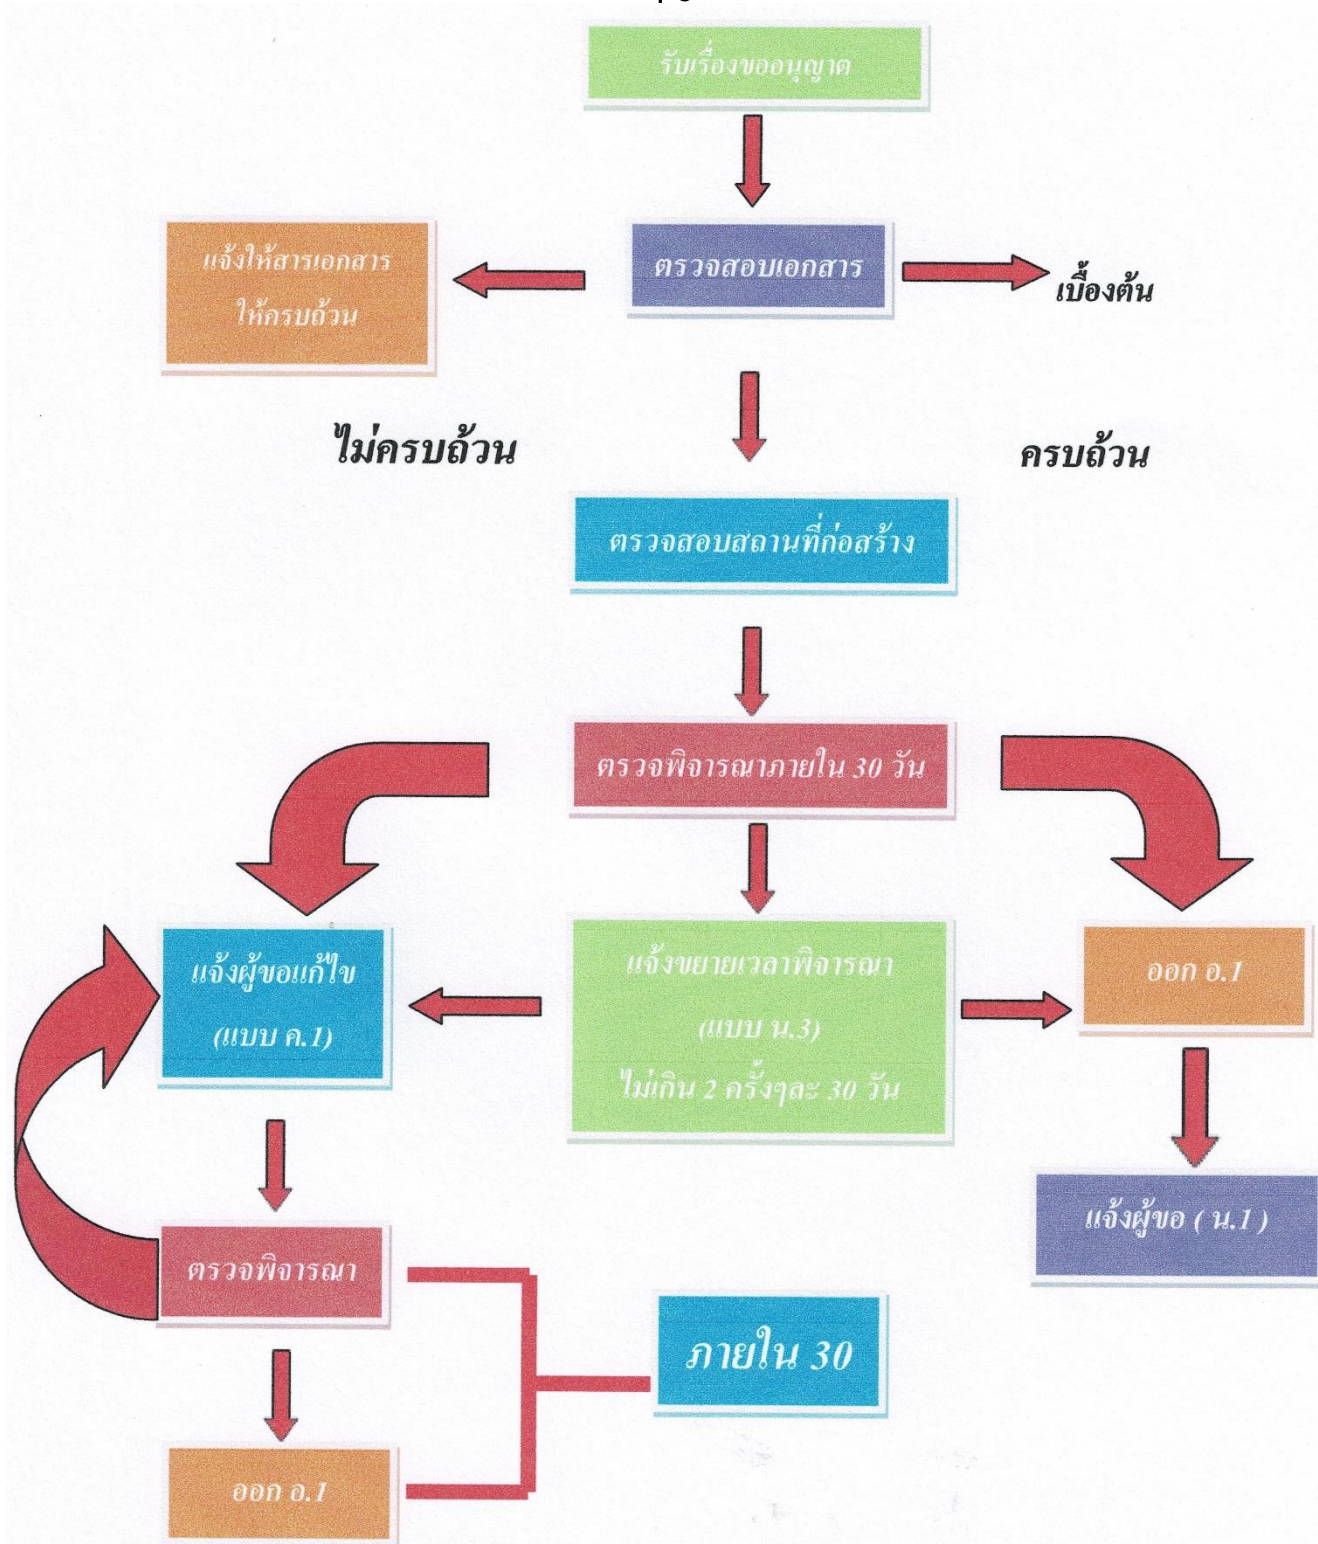 รับเรื่องขออนุญาต
ตรวจสอบเอกสาร
แจ้งให้สารเอกสาร
ให้ครบถ้วน
เบื้องต้น
ไม่ครบถ้วน
ครบถ้วน
ตรวจสอบสถานที่ก่อสร้าง
ตรวจพิจารณาภายใน 30 วัน
แจ้งผู้ขอแก้ไข
(แบบ ค.1)
แจ้งขยายเวลาพิจารณา
(แบบ น.3)
ไม่เกิน 2 ครั้งๆละ 30 วัน
ออก อ.1
แจ้งผู้ขอ ( น.1 )
ตรวจพิจารณา
ภายใน 30
ออก อ.1